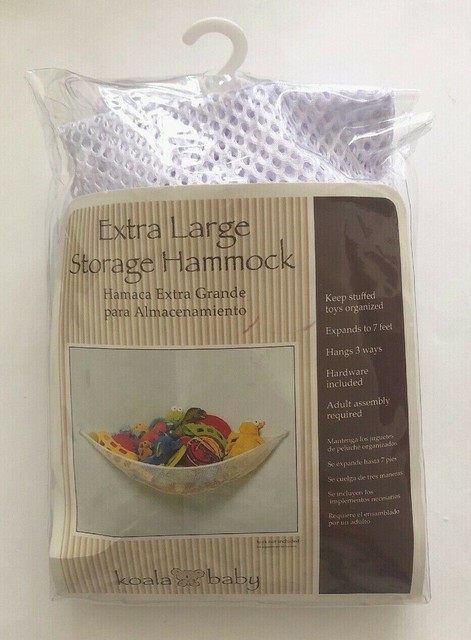 Extra Large
Storage Hammock
Hamaca Extra Grande
para Almacenamiento
Keep stuffed
toys organized
Expands to 7 feet
Hangs 3 ways
Hardware
included
Adult assembly
required
Mantenga los juguetes
de peluche organizados
Se expande hasta 7 pies
Se cuelga de tres maneras
Se incluyen los
implementos necesarios
Requiere el ensamblado
por un adulto
koala baby